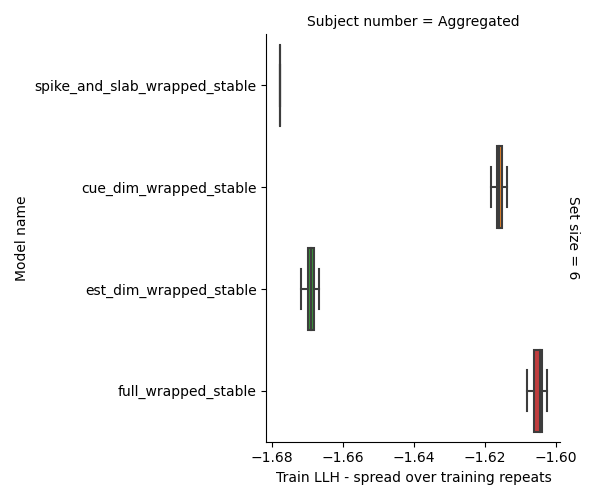 Subject number = Aggregated
spike_and_slab_wrapped_stable
cue_dim_wrapped_stable
est_dim_wrapped_stable
full_wrapped_stable
Model name
Set size = 6
−1.68 −1.66 −1.64 −1.62 −1.60
Train LLH - spread over training repeats